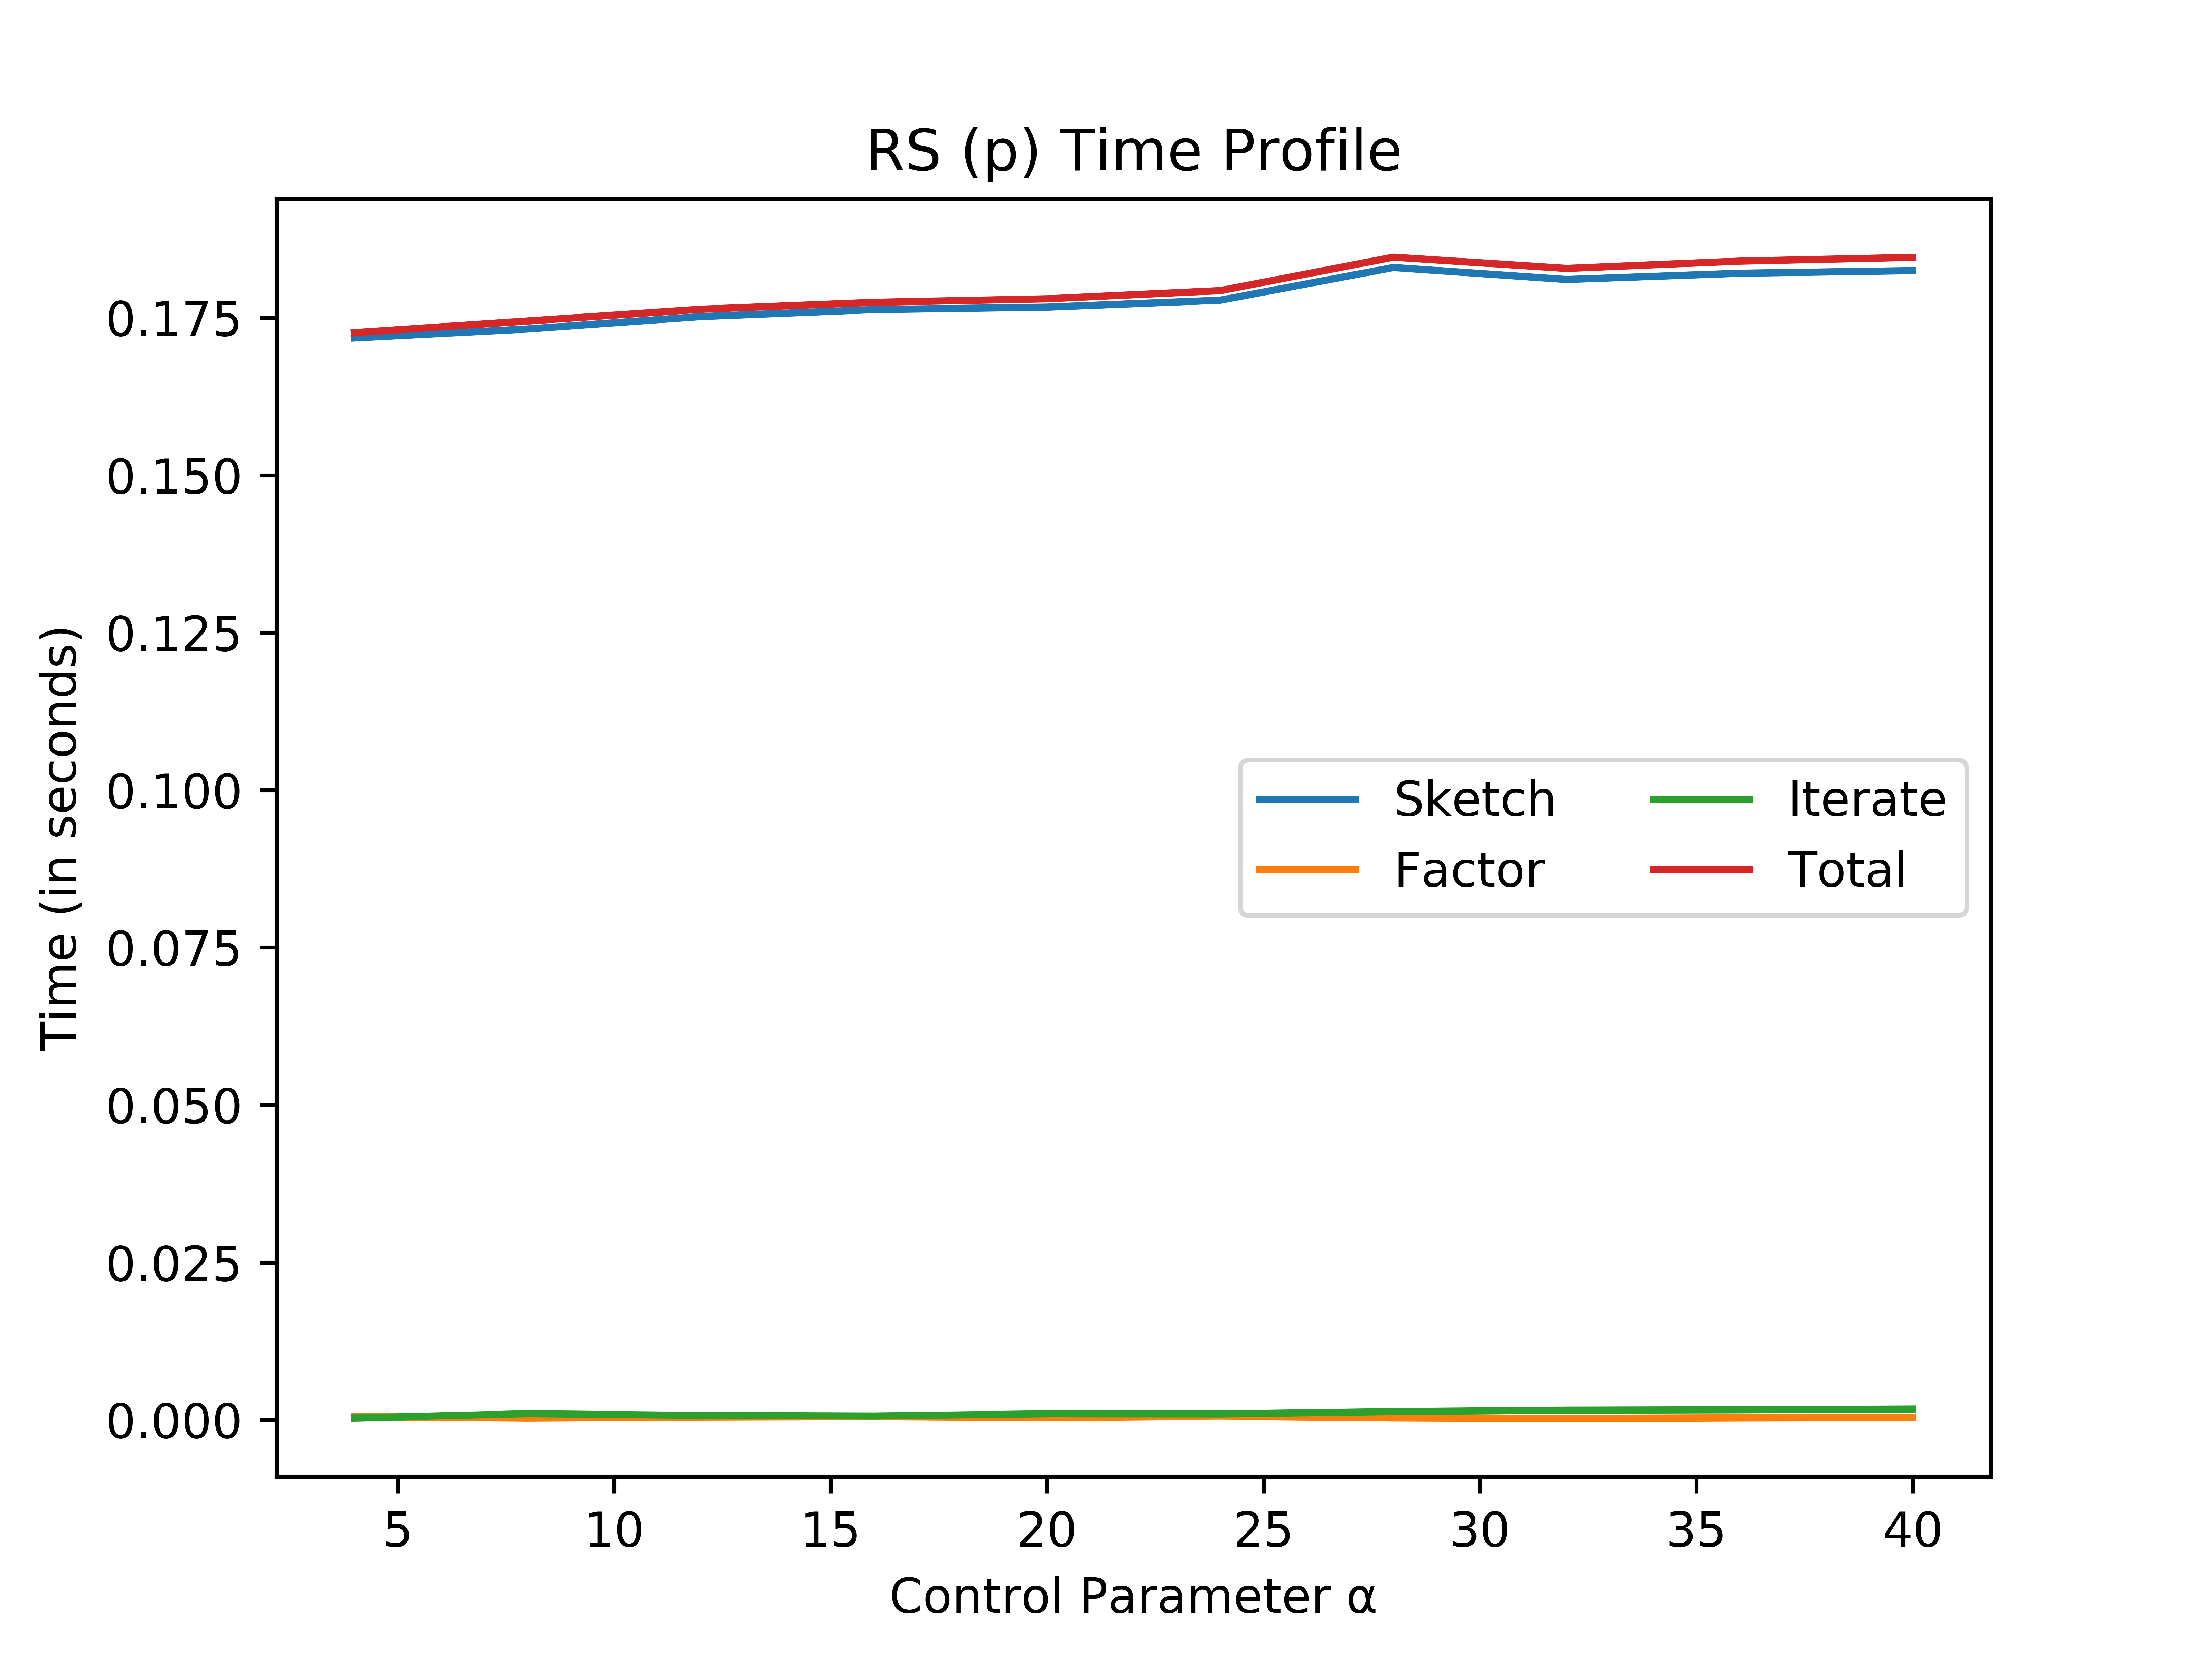 RS (p) Time Profile
Time (in seconds)
0.175
0.150
0.125
0.100
0.075
0.050
0.025
0.000
Sketch
Factor
Iterate
Total
5 10 15 20 25 30 35 40
Control Parameter α